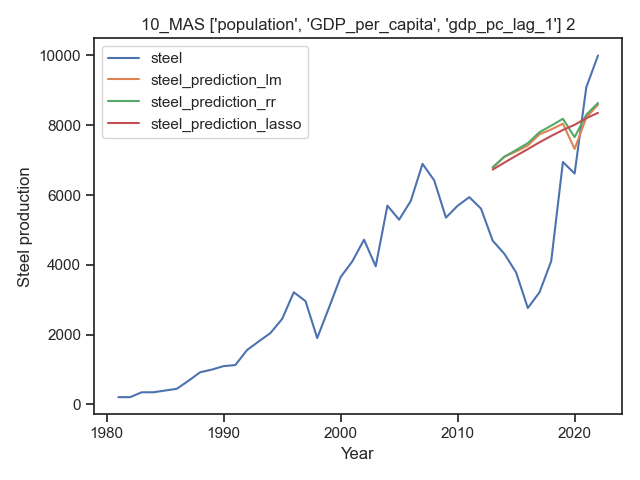 10_MAS ['population', 'GDP_per_capita', 'gdp_pc_lag_1'] 2
steel
steel_prediction_lm
steel_prediction_rr
steel_prediction_lasso
Steel production
10000
8000
6000
4000
2000
0
1980 1990 2000 2010 2020
Year